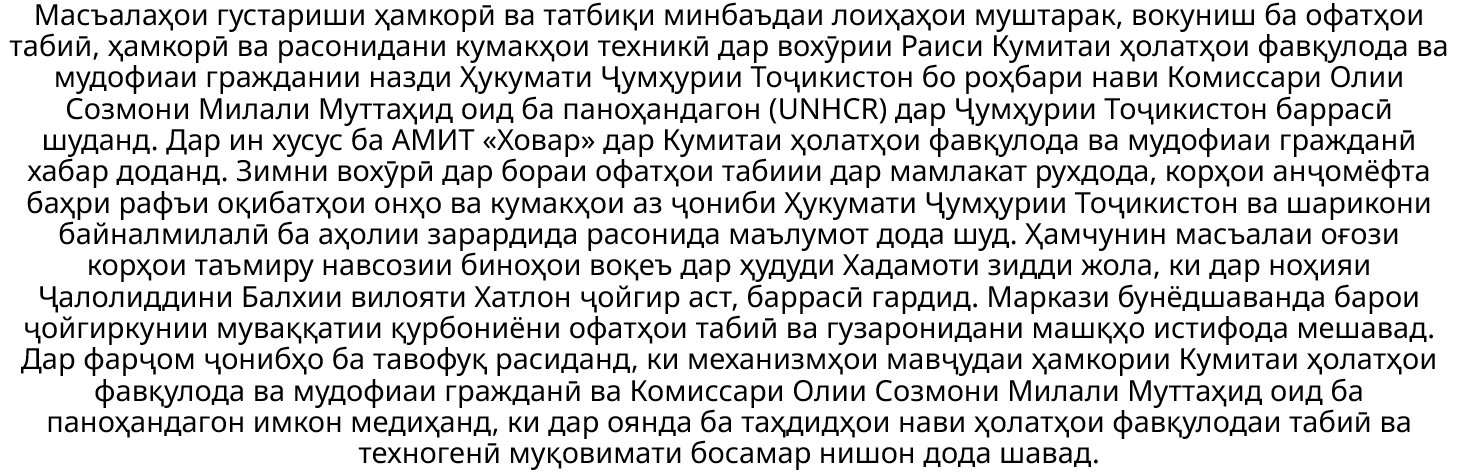 Масъалаҳои густариши ҳамкорӣ ва татбиқи минбаъдаи лоиҳаҳои муштарак, вокуниш ба офатҳои
табиӣ, ҳамкорӣ ва расонидани кумакҳои техникӣ дар вохӯрии Раиси Кумитаи ҳолатҳои фавқулода ва
мудофиаи граждании назди Ҳукумати Ҷумҳурии Тоҷикистон бо роҳбари нави Комиссари Олии
Созмони Милали Муттаҳид оид ба паноҳандагон (UNHCR) дар Ҷумҳурии Тоҷикистон баррасӣ
шуданд. Дар ин хусус ба АМИТ «Ховар» дар Кумитаи ҳолатҳои фавқулода ва мудофиаи гражданӣ
хабар доданд. Зимни вохӯрӣ дар бораи офатҳои табиии дар мамлакат рухдода, корҳои анҷомёфта
баҳри рафъи оқибатҳои онҳо ва кумакҳои аз ҷониби Ҳукумати Ҷумҳурии Тоҷикистон ва шарикони
байналмилалӣ ба аҳолии зарардида расонида маълумот дода шуд. Ҳамчунин масъалаи оғози
корҳои таъмиру навсозии биноҳои воқеъ дар ҳудуди Хадамоти зидди жола, ки дар ноҳияи
Ҷалолиддини Балхии вилояти Хатлон ҷойгир аст, баррасӣ гардид. Маркази бунёдшаванда барои
ҷойгиркунии муваққатии қурбониёни офатҳои табиӣ ва гузаронидани машқҳо истифода мешавад.
Дар фарҷом ҷонибҳо ба тавофуқ расиданд, ки механизмҳои мавҷудаи ҳамкории Кумитаи ҳолатҳои
фавқулода ва мудофиаи гражданӣ ва Комиссари Олии Созмони Милали Муттаҳид оид ба
паноҳандагон имкон медиҳанд, ки дар оянда ба таҳдидҳои нави ҳолатҳои фавқулодаи табиӣ ва
техногенӣ муқовимати босамар нишон дода шавад.